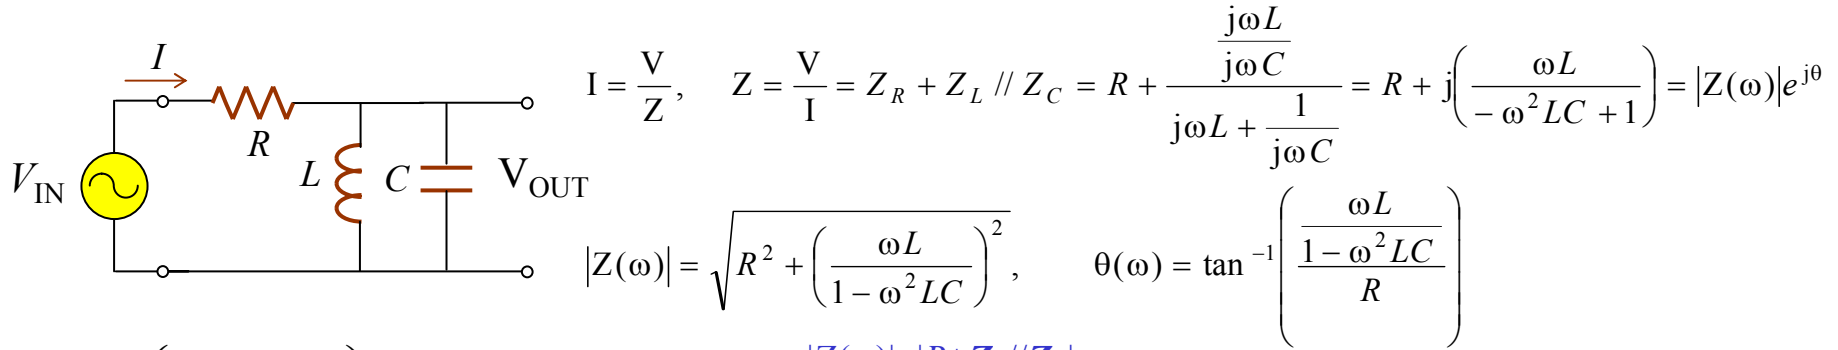 I = V/Z, Z = V/I = Z_R + Z_L // Z_C = R + (jωL/jωC)/(jωL + 1/jωC) = R + j(ωL/(−ω²LC + 1)) = |Z(ω)|e^{jθ}
I
R
L C V_OUT
V_IN
|Z(ω)| = √(R² + (ωL/(1 − ω²LC))²), θ(ω) = tan⁻¹((ωL/(1 − ω²LC))/R)